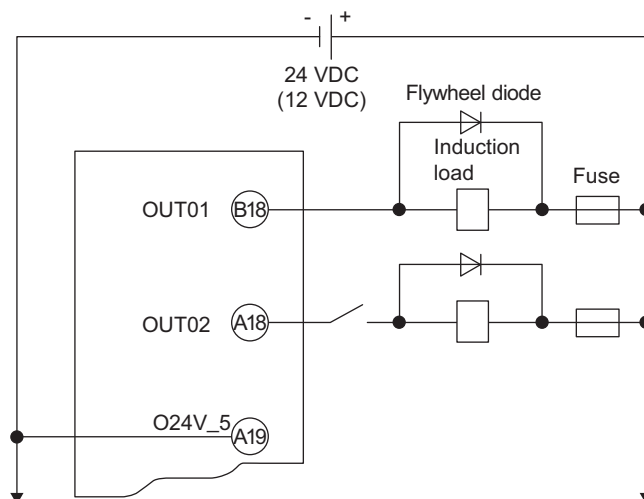 - +
24 VDC
(12 VDC)
Flywheel diode
Induction
load
Fuse
OUT01 B18
OUT02 A18
O24V_5 A19